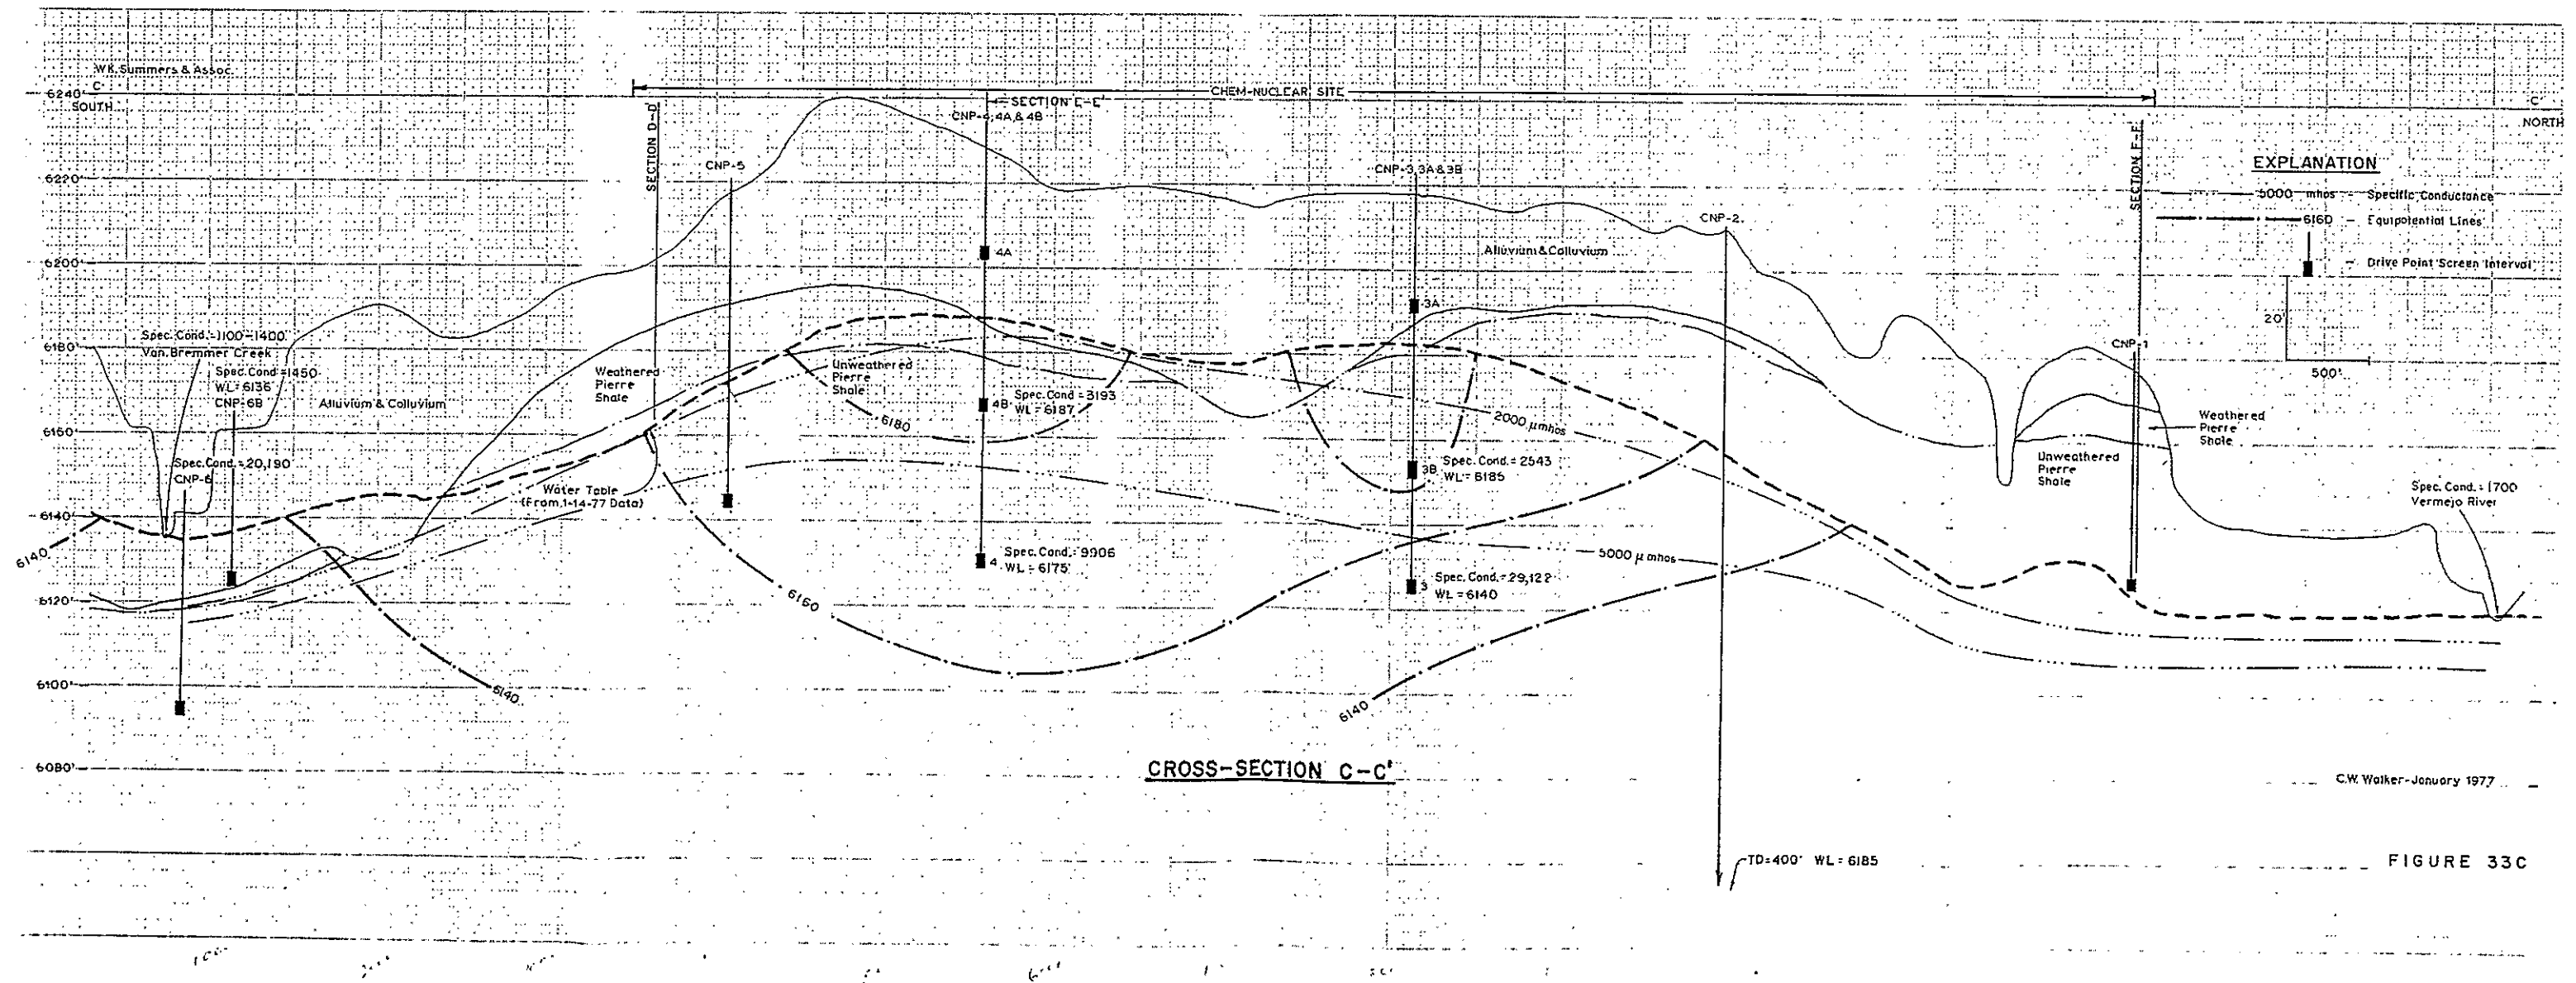 W.K. Summers & Assoc.
C
SOUTH
6240'
6220'
6200'
6180'
6160'
6140'
6120'
6100'
6080'
CHEM-NUCLEAR SITE
SECTION D-D'
SECTION E-E'
CNP-4, 4A, & 4B
CNP-5
CNP-3, 3A & 3B
CNP-2
SECTION F-F'
C'
NORTH
EXPLANATION
5000 mhos - Specific Conductance
6160 - Equipotential Lines
- Drive Point Screen Interval
20'
500'
4A
Alluvium & Colluvium
3A
Spec. Cond. = 1100-1400
Van Bremmer Creek
Spec. Cond = 1450
WL = 6136
CNP-6B
Alluvium & Colluvium
Weathered
Pierre
Shale
Unweathered
Pierre
Shale
4B
Spec. Cond = 3193
WL = 6187
6180
2000 µmhos
CNP-1
Weathered
Pierre
Shale
Unweathered
Pierre
Shale
Spec. Cond. = 20,190
CNP-6
Water Table
(From 1-14-77 Data)
3B
Spec. Cond. = 2543
WL = 6185
Spec. Cond. = 1700
Vermejo River
6140
4
Spec. Cond. = 9906
WL = 6175
5000 µ mhos
6160
3
Spec. Cond. = 29,122
WL = 6140
6140
6140
CROSS-SECTION C-C'
C.W. Walker-January 1977
TD=400' WL = 6185
FIGURE 33C